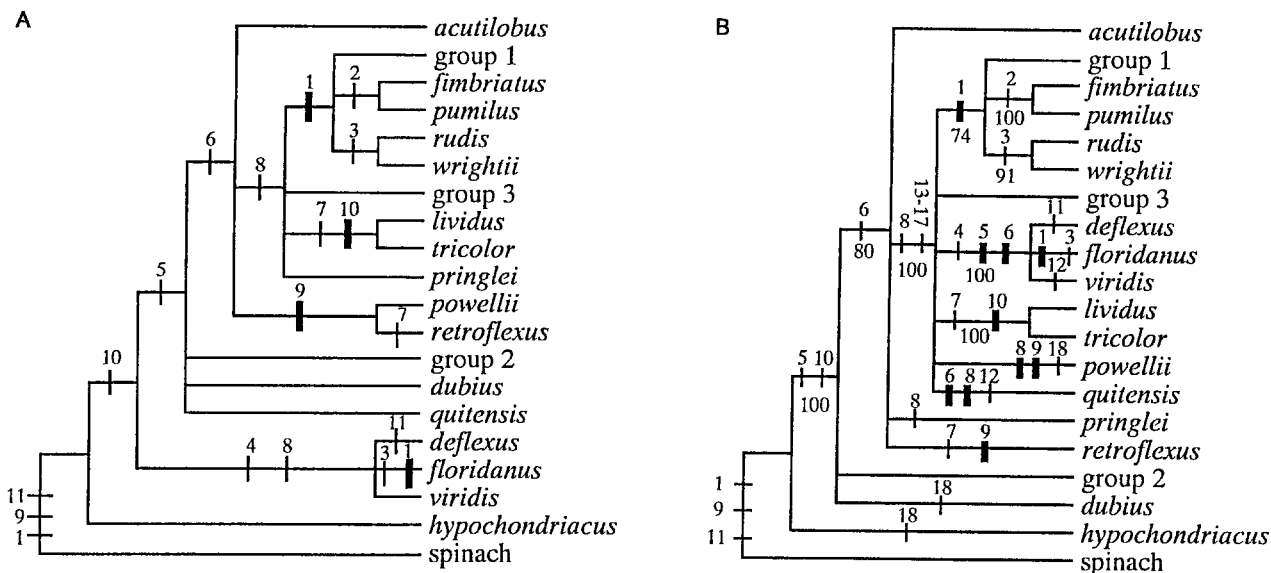 A
acutilobus
group 1
1
2
fimbriatus
pumilus
3
rudis
wrightii
6
8
group 3
7 10
lividus
tricolor
pringlei
5
9
powellii
7
retroflexus
10
group 2
dubius
quitensis
11
deflexus
4 8
3 1
floridanus
viridis
11
9
1
hypochondriacus
spinach
B
acutilobus
group 1
1
74
2
100
fimbriatus
pumilus
3
91
rudis
wrightii
13-17
group 3
6
80
8
100
11
deflexus
4 5 6
100
1 3
floridanus
12
viridis
7 10
100
lividus
tricolor
8 9 18
powellii
6 8 12
quitensis
5 10
100
8
pringlei
7 9
retroflexus
group 2
18
dubius
1
9
11
18
hypochondriacus
spinach